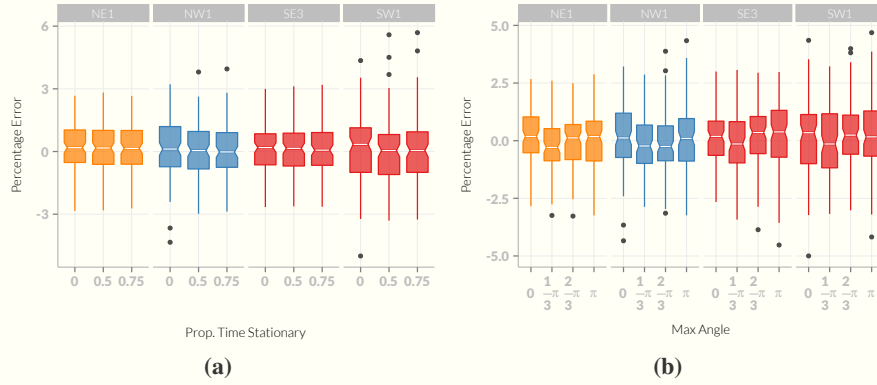 NE1 NW1 SE3 SW1
6
3
0
-3
Percentage Error
0 0.5 0.75 0 0.5 0.75 0 0.5 0.75 0 0.5 0.75
Prop. Time Stationary
(a)
NE1 NW1 SE3 SW1
5.0
2.5
0.0
-2.5
-5.0
Percentage Error
0 1/3 π 2/3 π π 0 1/3 π 2/3 π π 0 1/3 π 2/3 π π 0 1/3 π 2/3 π π
Max Angle
(b)